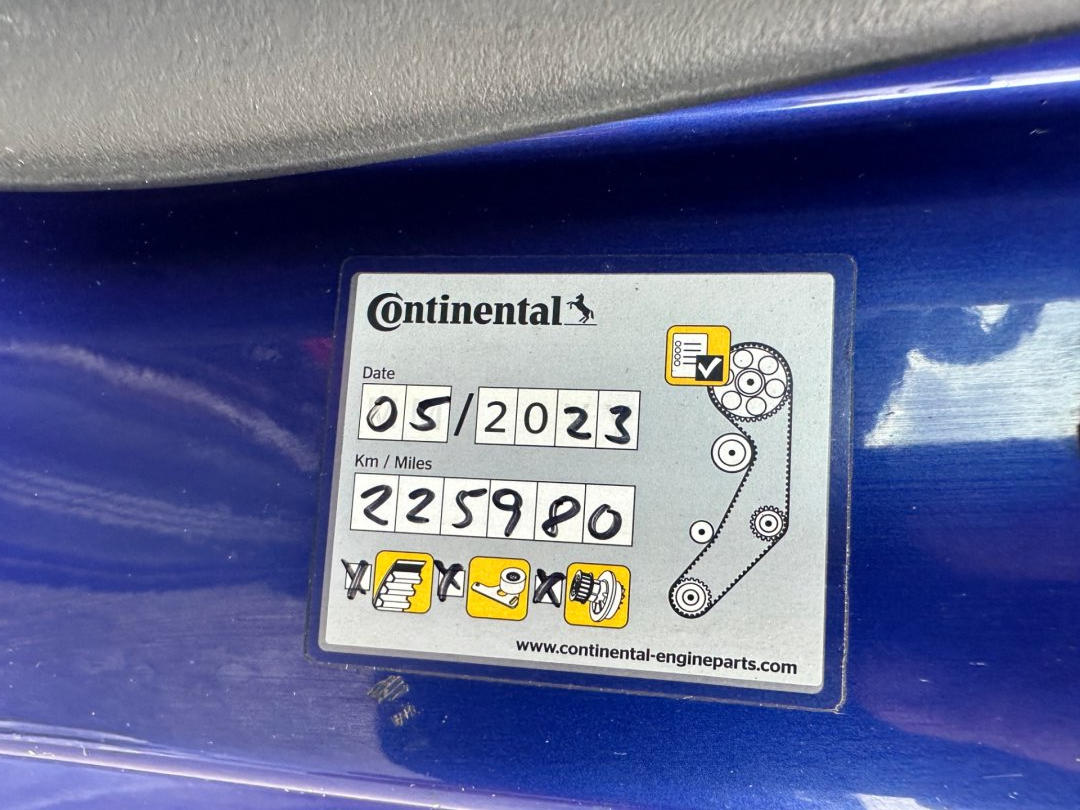 Continental
Date
05/2023
Km / Miles
225980
www.continental-engineparts.com